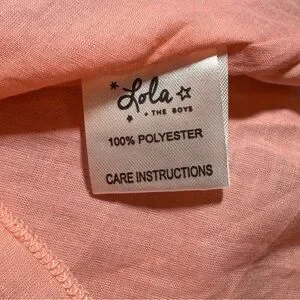 Lola
+ THE BOYS
100% POLYESTER
CARE INSTRUCTIONS